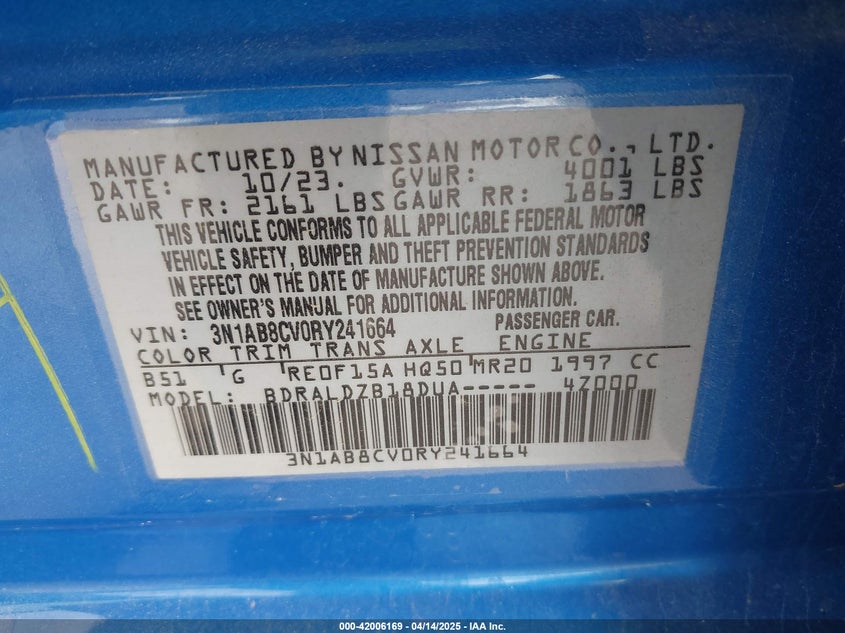 MANUFACTURED BY NISSAN MOTOR CO., LTD.
DATE: 10/23. GVWR: 4001 LBS
GAWR FR: 2161 LBS GAWR RR: 1863 LBS
THIS VEHICLE CONFORMS TO ALL APPLICABLE FEDERAL MOTOR
VEHICLE SAFETY, BUMPER AND THEFT PREVENTION STANDARDS
IN EFFECT ON THE DATE OF MANUFACTURE SHOWN ABOVE.
SEE OWNER'S MANUAL FOR ADDITIONAL INFORMATION.
VIN: 3N1AB8CV0RY241664 PASSENGER CAR.
COLOR TRIM TRANS AXLE ENGINE
B51 G RE0F15A HQ50 MR20 1997 CC
MODEL: BDRALDZB18DUA----- 4Z000
3N1AB8CV0RY241664
000-42006169 | 04/14/2025 - IAA Inc.